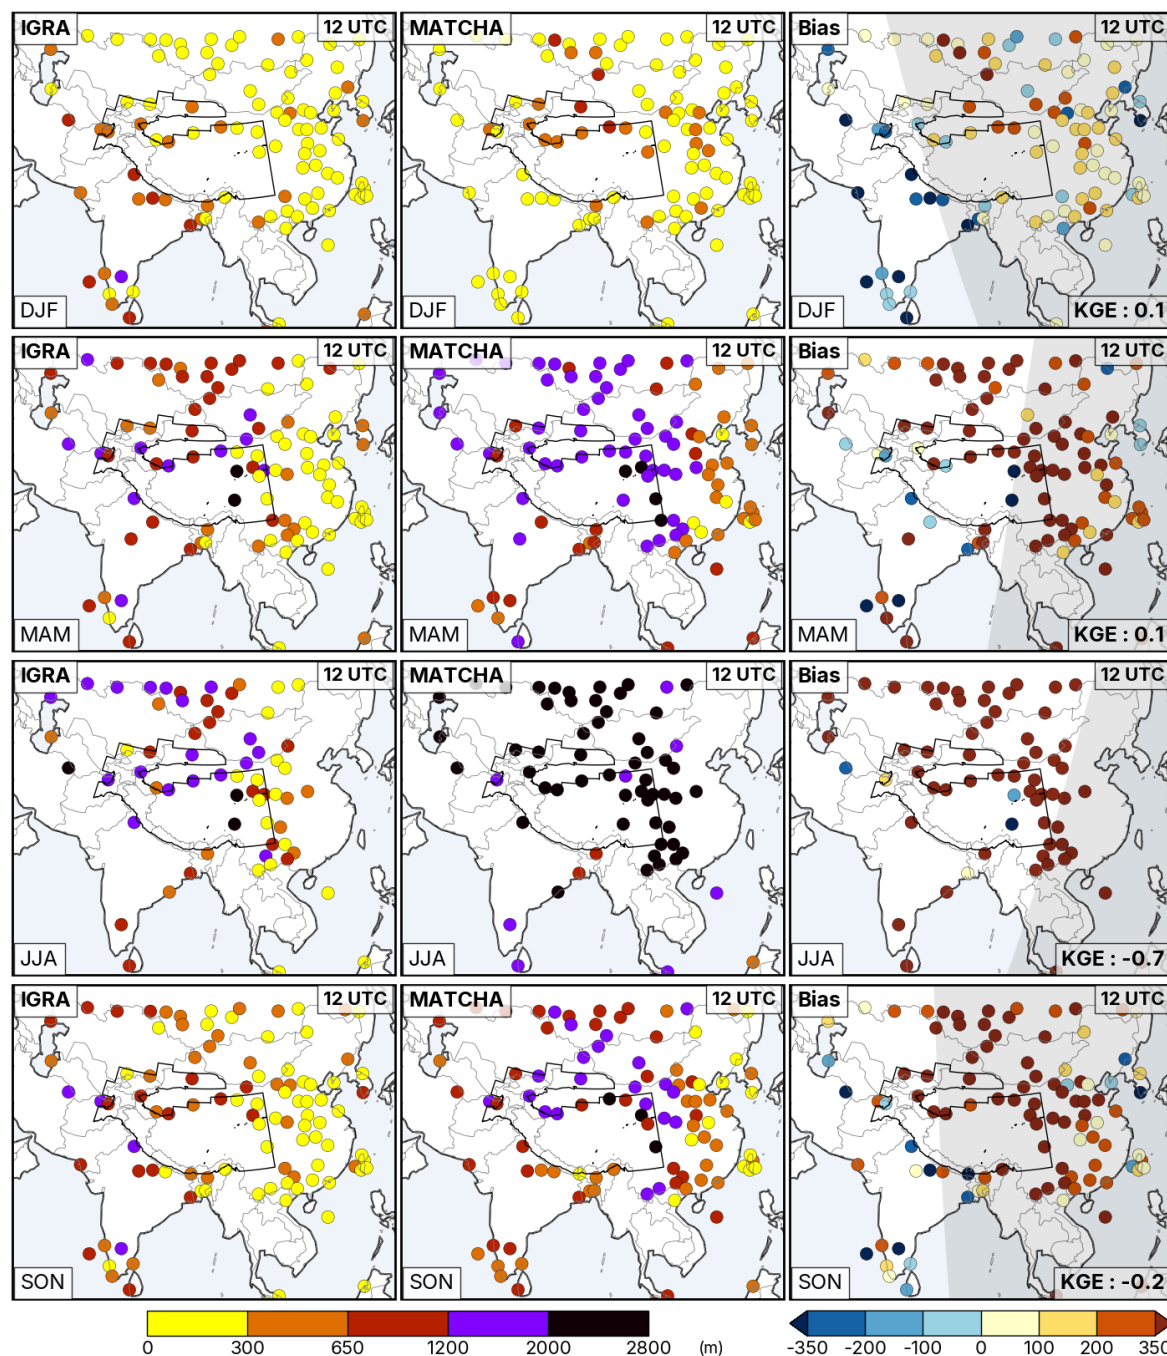 IGRA 12 UTC MATCHA 12 UTC Bias 12 UTC
DJF DJF DJF KGE : 0.1
IGRA 12 UTC MATCHA 12 UTC Bias 12 UTC
MAM MAM MAM KGE : 0.1
IGRA 12 UTC MATCHA 12 UTC Bias 12 UTC
JJA JJA JJA KGE : -0.7
IGRA 12 UTC MATCHA 12 UTC Bias 12 UTC
SON SON SON KGE : -0.2
0 300 650 1200 2000 2800 (m) -350 -200 -100 0 100 200 350